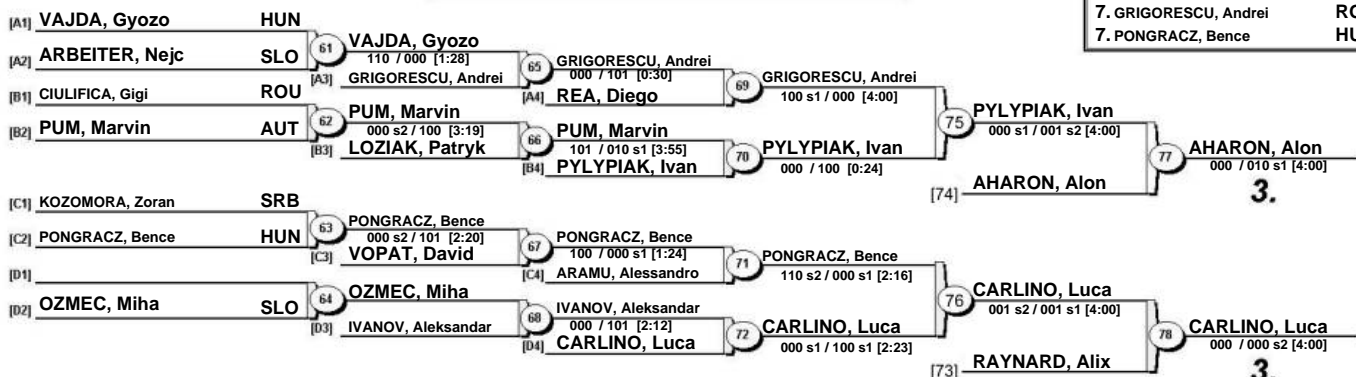 7. GRIGORESCU, Andrei
7. PONGRACZ, Bence HU
[A1] VAJDA, Gyozo HUN
[A2] ARBEITER, Nejc SLO
61
VAJDA, Gyozo
110 / 000 [1:28]
[A3] GRIGORESCU, Andrei
65
GRIGORESCU, Andrei
000 / 101 [0:30]
[A4] REA, Diego
69
GRIGORESCU, Andrei
100 s1 / 000 [4:00]
[B1] CIULIFICA, Gigi ROU
[B2] PUM, Marvin AUT
62
PUM, Marvin
000 s2 / 100 [3:19]
[B3] LOZIAK, Patryk
66
PUM, Marvin
101 / 010 s1 [3:55]
[B4] PYLYPIAK, Ivan
70
PYLYPIAK, Ivan
000 / 100 [0:24]
75
PYLYPIAK, Ivan
000 s1 / 001 s2 [4:00]
[74] AHARON, Alon
77
AHARON, Alon
000 / 010 s1 [4:00]
3.
[C1] KOZOMORA, Zoran SRB
[C2] PONGRACZ, Bence HUN
63
PONGRACZ, Bence
000 s2 / 101 [2:20]
[C3] VOPAT, David
67
PONGRACZ, Bence
100 / 000 s1 [1:24]
[C4] ARAMU, Alessandro
71
PONGRACZ, Bence
110 s2 / 000 s1 [2:16]
[D1]
[D2] OZMEC, Miha SLO
64
OZMEC, Miha
[D3] IVANOV, Aleksandar
68
IVANOV, Aleksandar
000 / 101 [2:12]
[D4] CARLINO, Luca
72
CARLINO, Luca
000 s1 / 100 s1 [2:23]
76
CARLINO, Luca
001 s2 / 001 s1 [4:00]
[73] RAYNARD, Alix
78
CARLINO, Luca
000 / 000 s2 [4:00]
3.